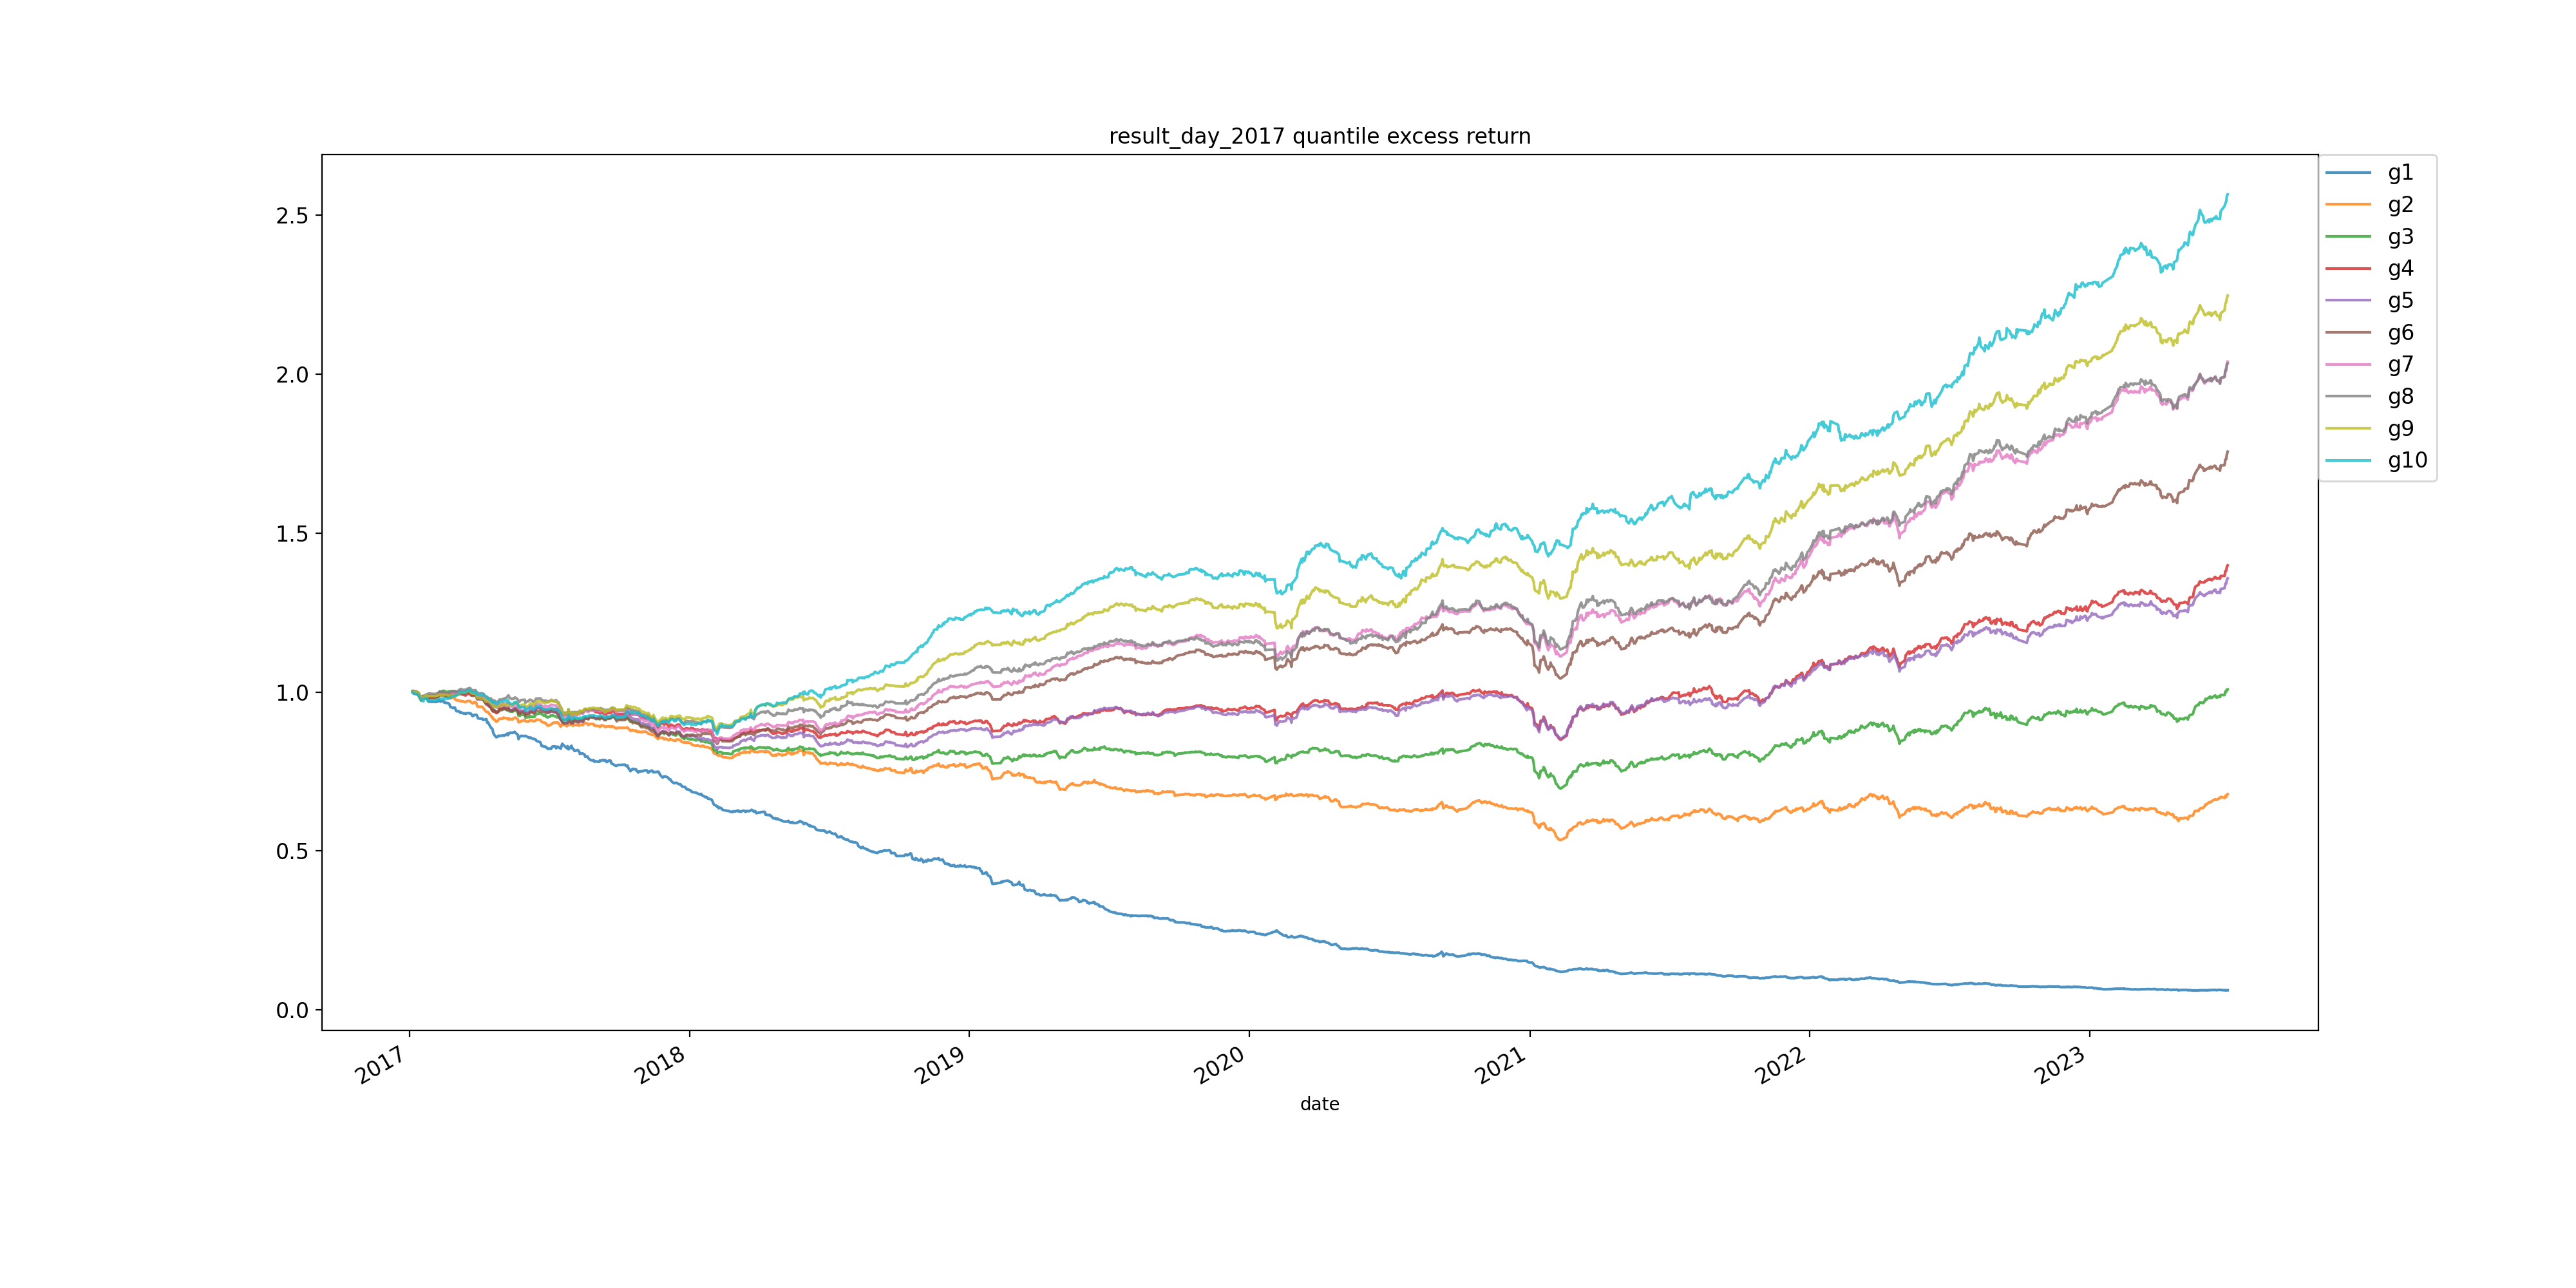 result_day_2017 quantile excess return
2.5
2.0
1.5
1.0
0.5
0.0
2017
2018
2019
2020
2021
2022
2023
date
g1
g2
g3
g4
g5
g6
g7
g8
g9
g10